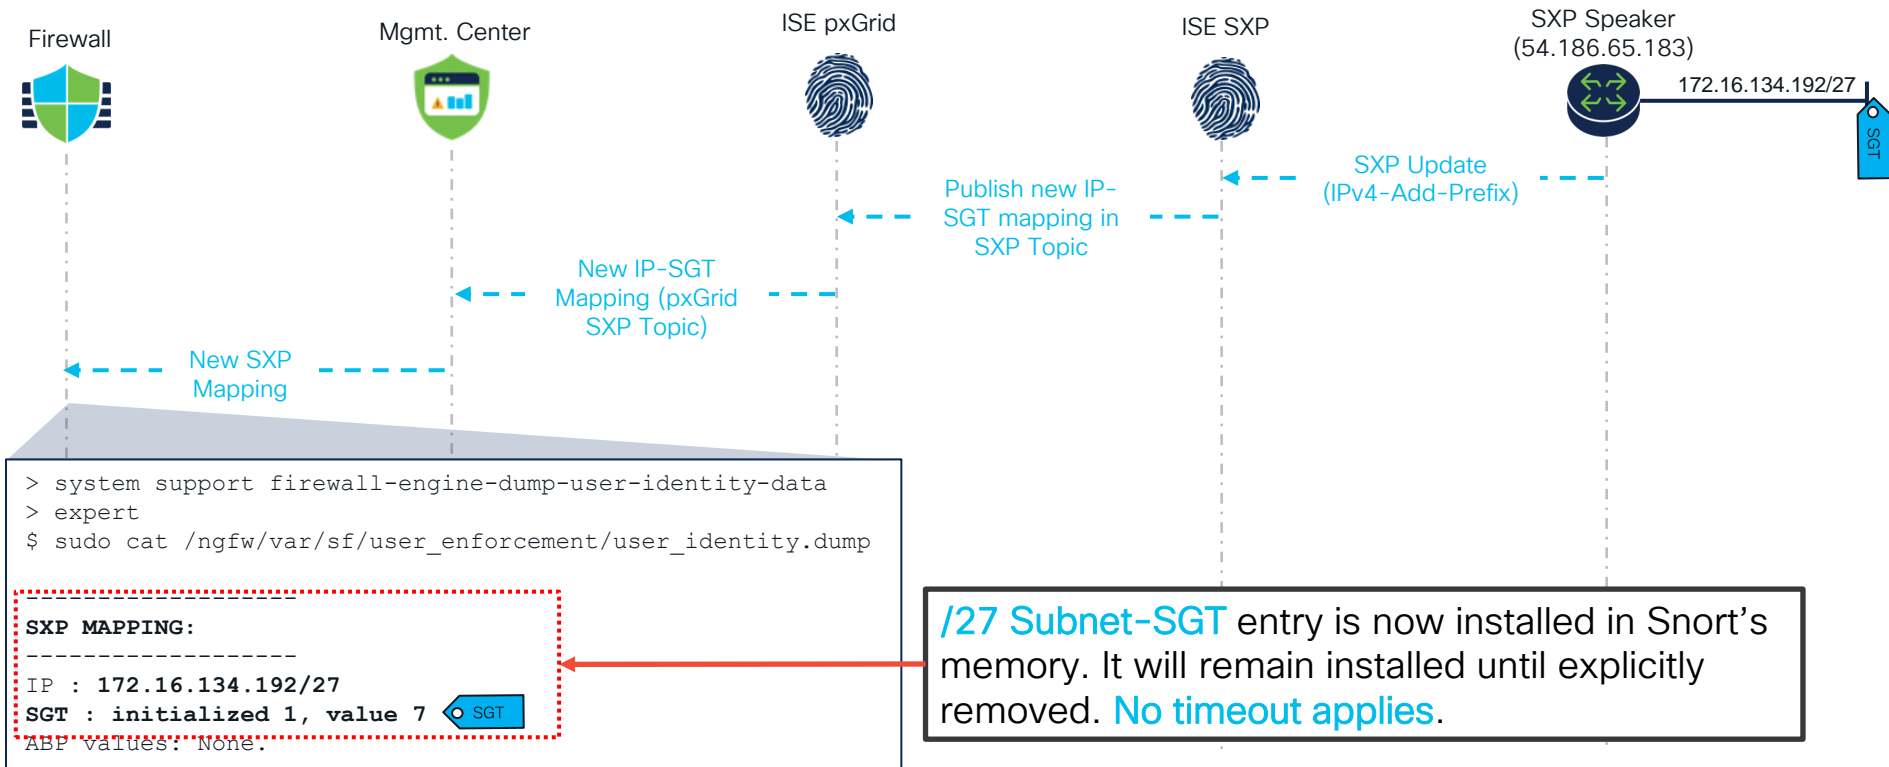 Firewall
Mgmt. Center
ISE pxGrid
ISE SXP
SXP Speaker
(54.186.65.183)
172.16.134.192/27
SGT
SXP Update
(IPv4-Add-Prefix)
Publish new IP-
SGT mapping in
SXP Topic
New IP-SGT
Mapping (pxGrid
SXP Topic)
New SXP
Mapping
> system support firewall-engine-dump-user-identity-data
> expert
$ sudo cat /ngfw/var/sf/user_enforcement/user_identity.dump
-------------------
SXP MAPPING:
-------------------
IP : 172.16.134.192/27
SGT : initialized 1, value 7 SGT
ABP values: None.
/27 Subnet-SGT entry is now installed in Snort’s
memory. It will remain installed until explicitly
removed. No timeout applies.